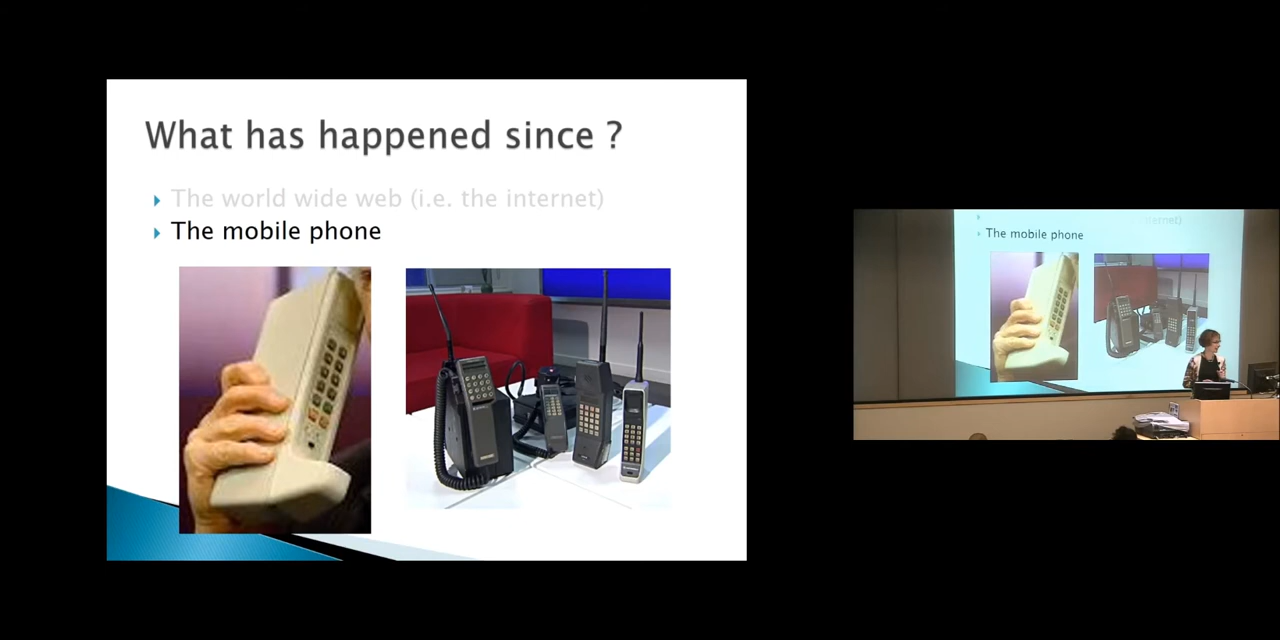 What has happened since ?
The world wide web (i.e. the internet)
The mobile phone
The mobile phone